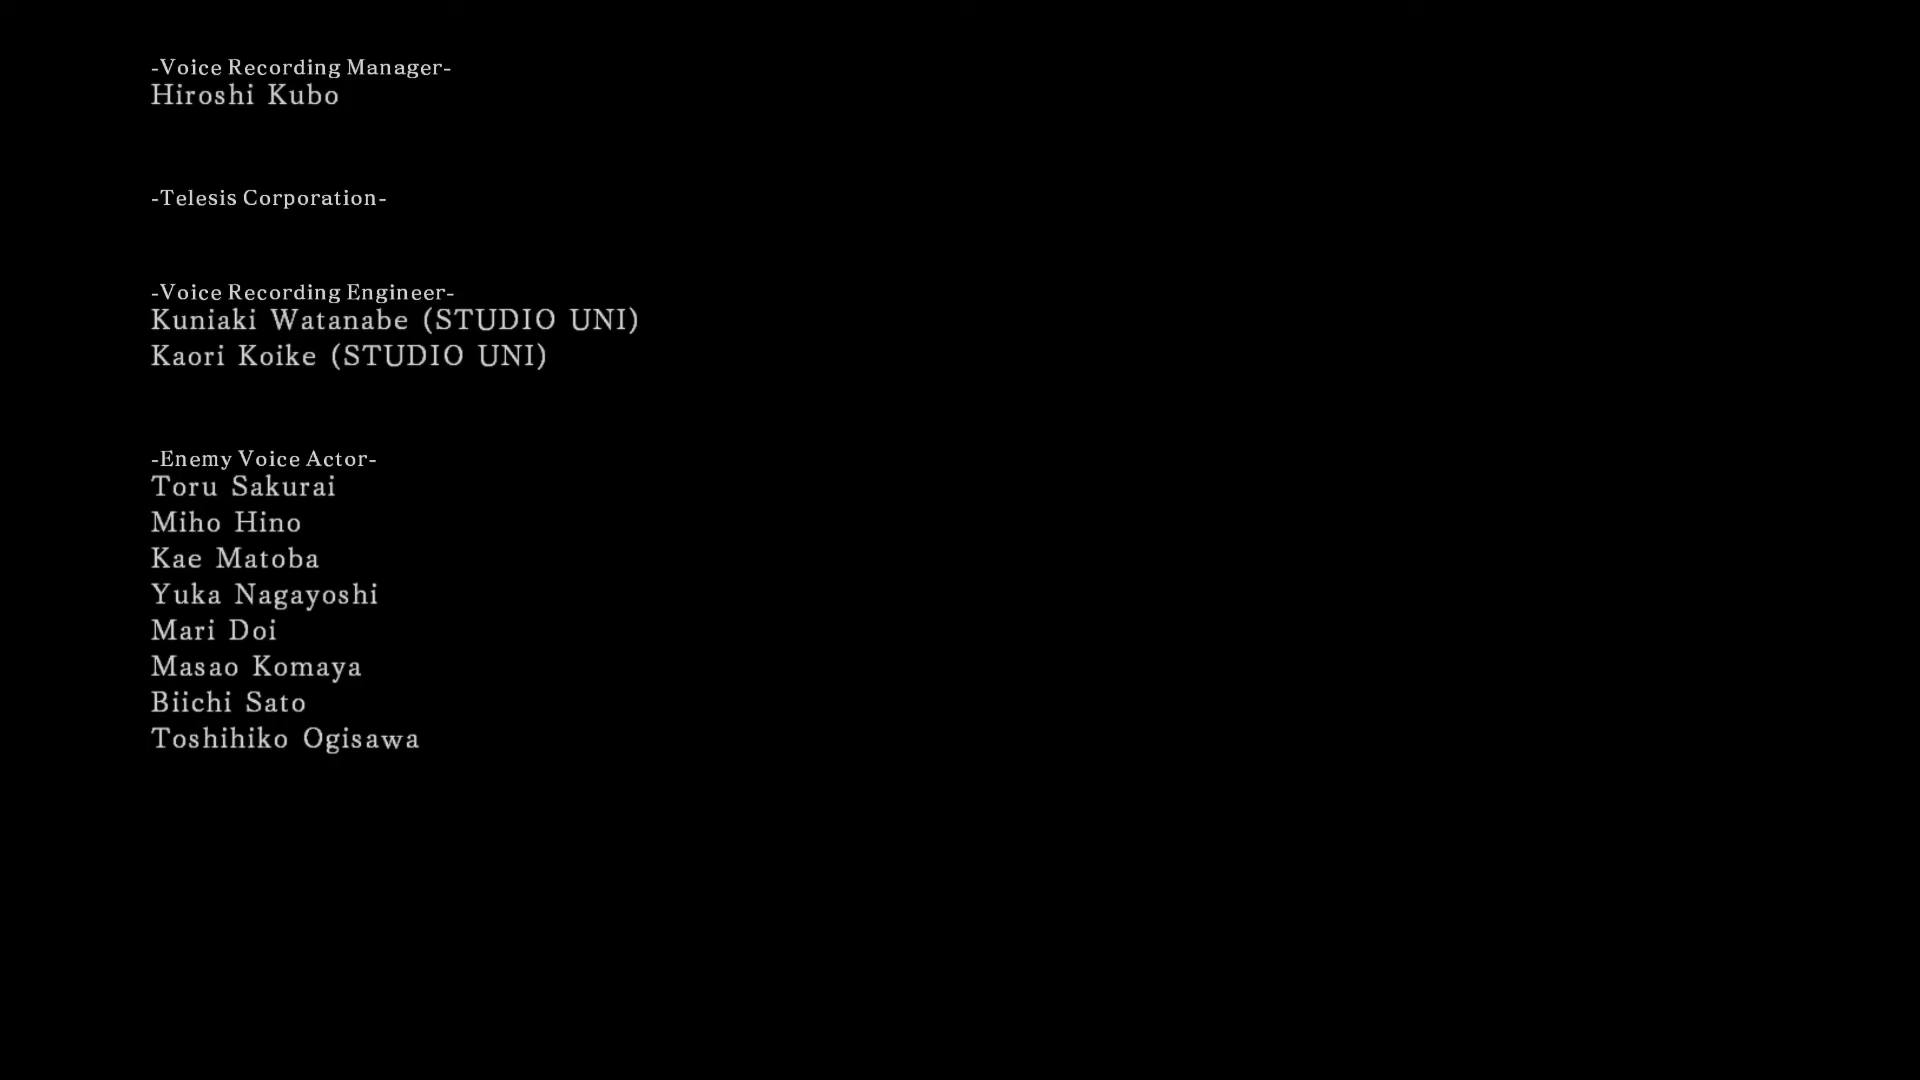 -Voice Recording Manager-
Hiroshi Kubo
-Telesis Corporation-
-Voice Recording Engineer-
Kuniaki Watanabe (STUDIO UNI)
Kaori Koike (STUDIO UNI)
-Enemy Voice Actor-
Toru Sakurai
Miho Hino
Kae Matoba
Yuka Nagayoshi
Mari Doi
Masao Komaya
Biichi Sato
Toshihiko Ogisawa